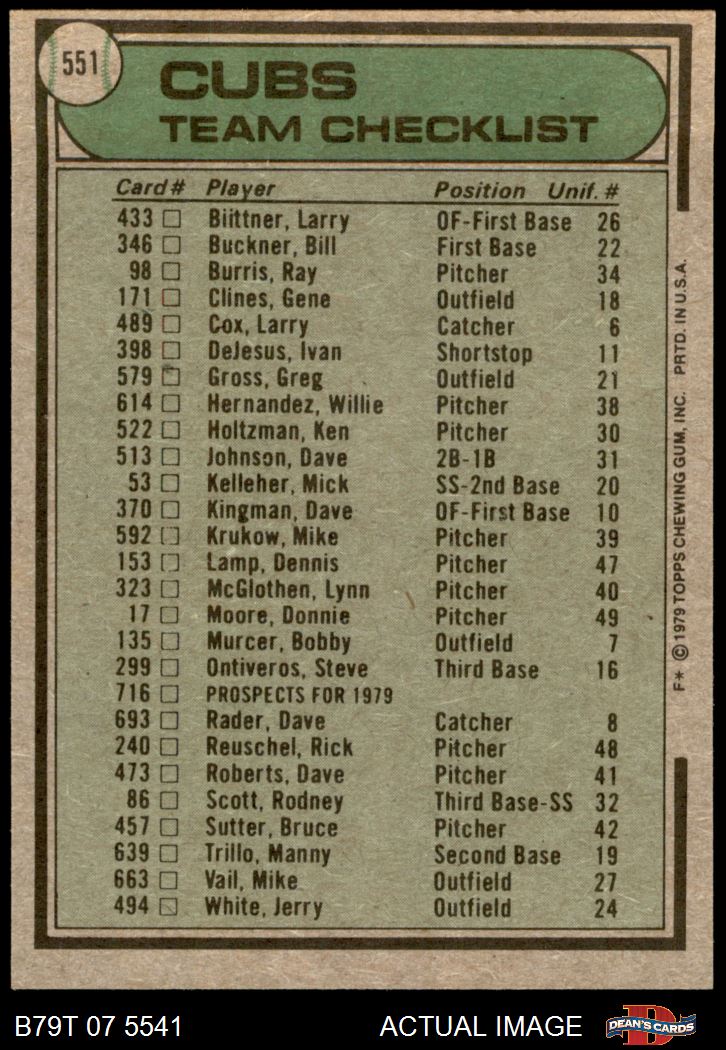 551
CUBS
TEAM CHECKLIST
Card# Player Position Unif. #
433 Biittner, Larry OF-First Base 26
346 Buckner, Bill First Base 22
98 Burris, Ray Pitcher 34
171 Clines, Gene Outfield 18
489 Cox, Larry Catcher 6
398 DeJesus, Ivan Shortstop 11
579 Gross, Greg Outfield 21
614 Hernandez, Willie Pitcher 38
522 Holtzman, Ken Pitcher 30
513 Johnson, Dave 2B-1B 31
53 Kelleher, Mick SS-2nd Base 20
370 Kingman, Dave OF-First Base 10
592 Krukow, Mike Pitcher 39
153 Lamp, Dennis Pitcher 47
323 McGlothen, Lynn Pitcher 40
17 Moore, Donnie Pitcher 49
135 Murcer, Bobby Outfield 7
299 Ontiveros, Steve Third Base 16
716 PROSPECTS FOR 1979
693 Rader, Dave Catcher 8
240 Reuschel, Rick Pitcher 48
473 Roberts, Dave Pitcher 41
86 Scott, Rodney Third Base-SS 32
457 Sutter, Bruce Pitcher 42
639 Trillo, Manny Second Base 19
663 Vail, Mike Outfield 27
494 White, Jerry Outfield 24
F* © 1979 TOPPS CHEWING GUM, INC. PRTD. IN U.S.A.
B79T 07 5541 ACTUAL IMAGE D DEAN'S CARDS